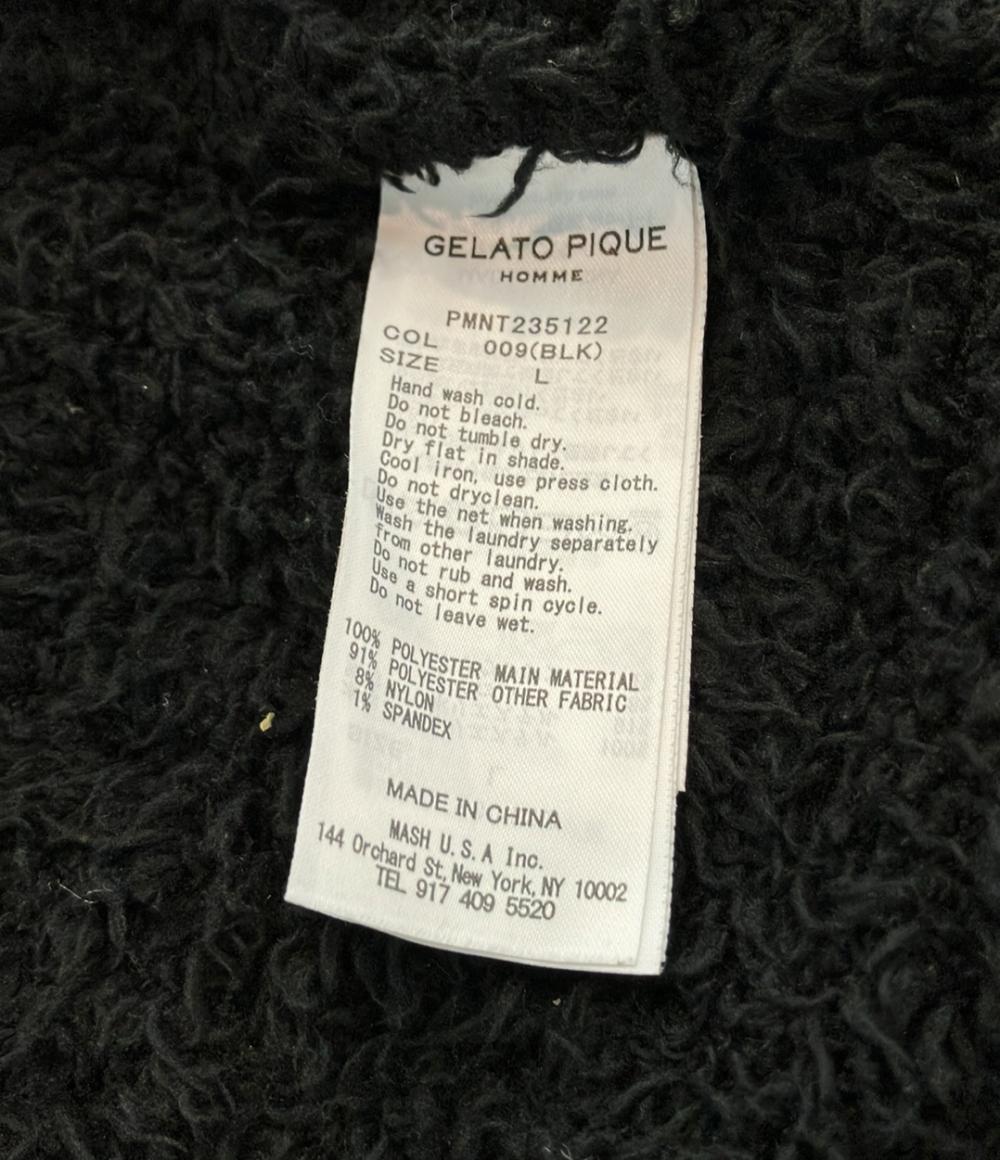 GELATO PIQUE
HOMME
PMNT235122
COL 009(BLK)
SIZE L
Hand wash cold.
Do not bleach.
Do not tumble dry.
Dry flat in shade.
Cool iron, use press cloth.
Do not dryclean.
Use the net when washing.
Wash the laundry separately
from other laundry.
Do not rub and wash.
Use a short spin cycle.
Do not leave wet.
100% POLYESTER MAIN MATERIAL
91% POLYESTER OTHER FABRIC
8% NYLON
1% SPANDEX
MADE IN CHINA
MASH U.S.A Inc.
144 Orchard St, New York, NY 10002
TEL 917 409 5520